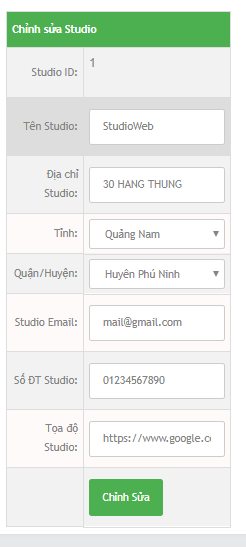 Chỉnh sửa Studio
Studio ID: 1
Tên Studio: StudioWeb
Địa chỉ
Studio:
30 HANG THUNG
Tỉnh: Quảng Nam
Quận/Huyện: Huyện Phú Ninh
Studio Email: mail@gmail.com
Số ĐT Studio: 01234567890
Tọa độ
Studio:
https://www.google.co
Chỉnh Sửa